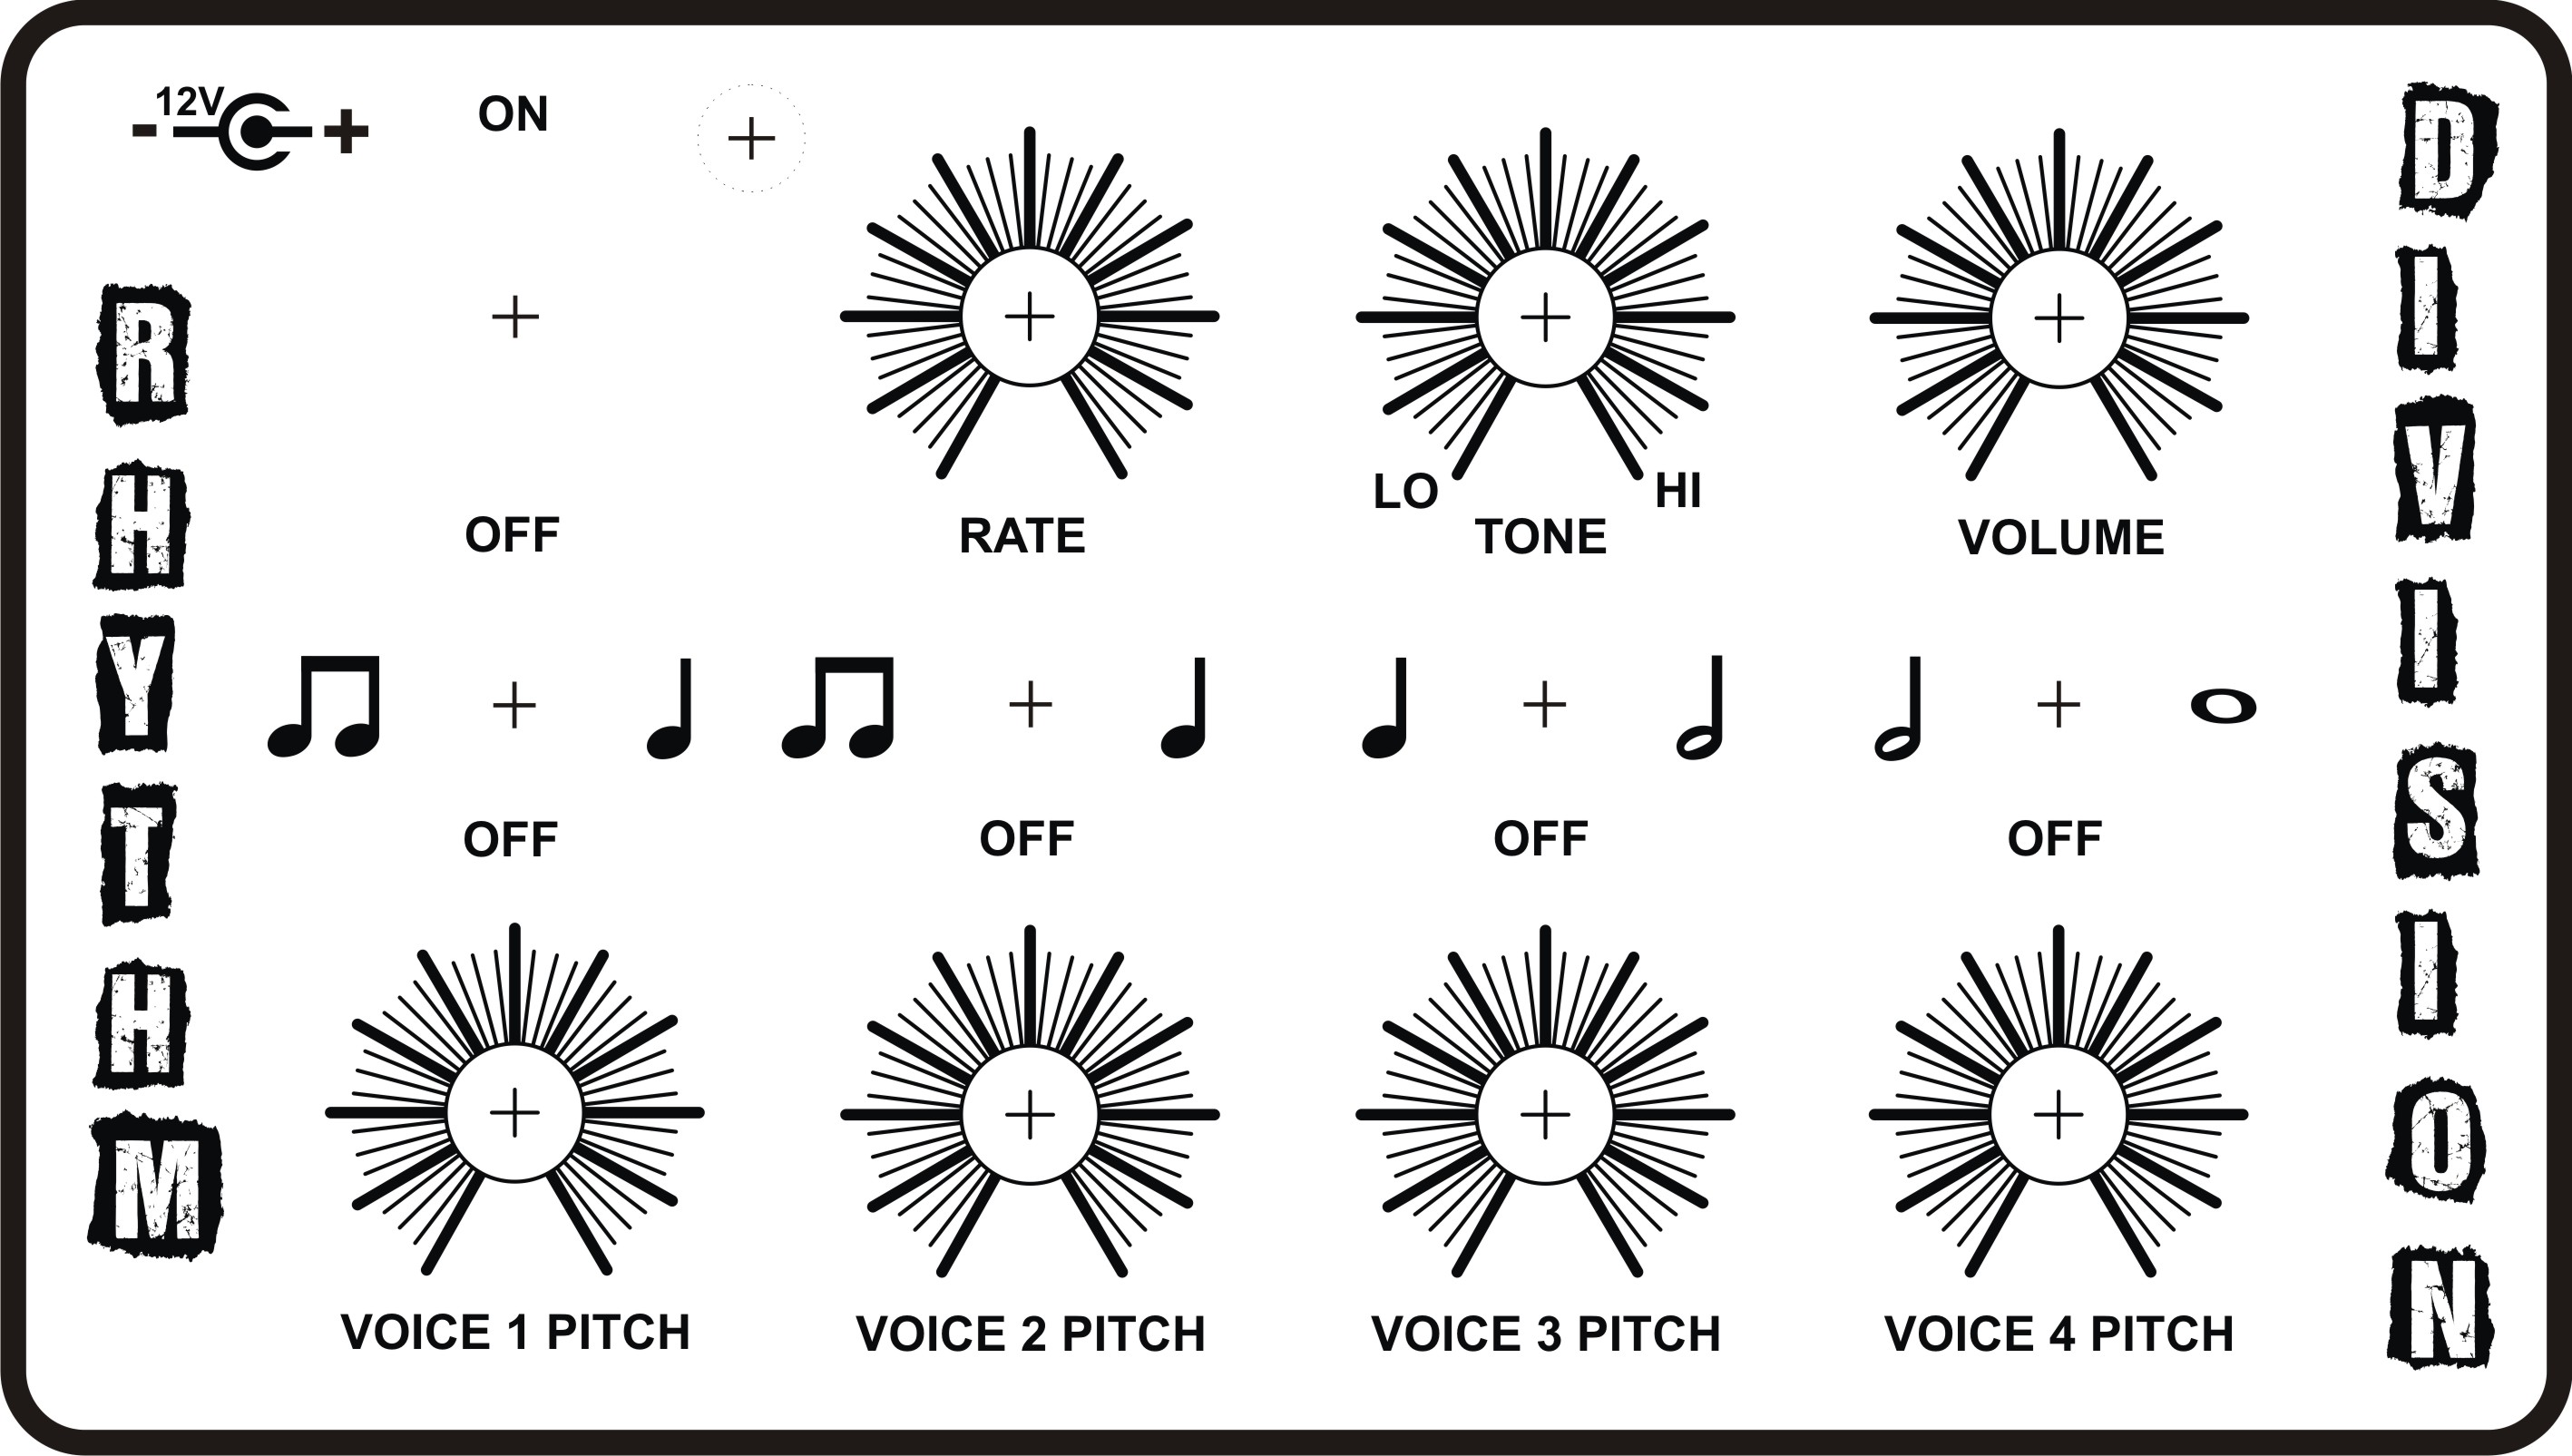 - 12V +
ON
OFF
RATE
LO
HI
TONE
VOLUME
OFF
OFF
OFF
OFF
VOICE 1 PITCH
VOICE 2 PITCH
VOICE 3 PITCH
VOICE 4 PITCH
RHYTHM
DIVISION